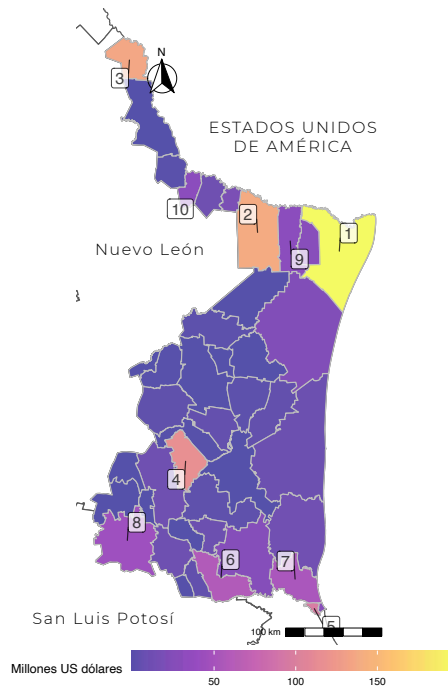 N
3
ESTADOS UNIDOS
DE AMÉRICA
10
2
1
Nuevo León
9
4
8
6
7
San Luis Potosí
5
100 km
Millones US dólares
50
100
150